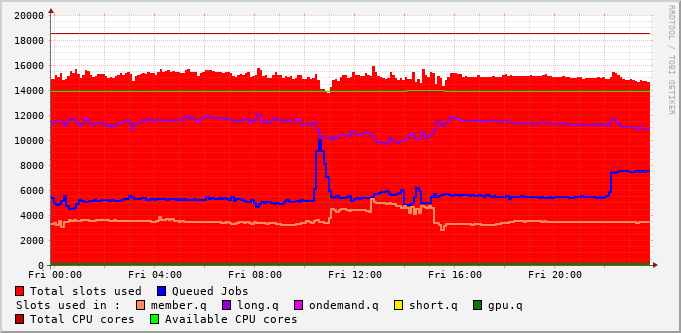 RRDTOOL / TOBI OETIKER
20000
18000
16000
14000
12000
10000
8000
6000
4000
2000
0
Fri 00:00 Fri 04:00 Fri 08:00 Fri 12:00 Fri 16:00 Fri 20:00
Total slots used Queued Jobs
Slots used in : member.q long.q ondemand.q short.q gpu.q
Total CPU cores Available CPU cores